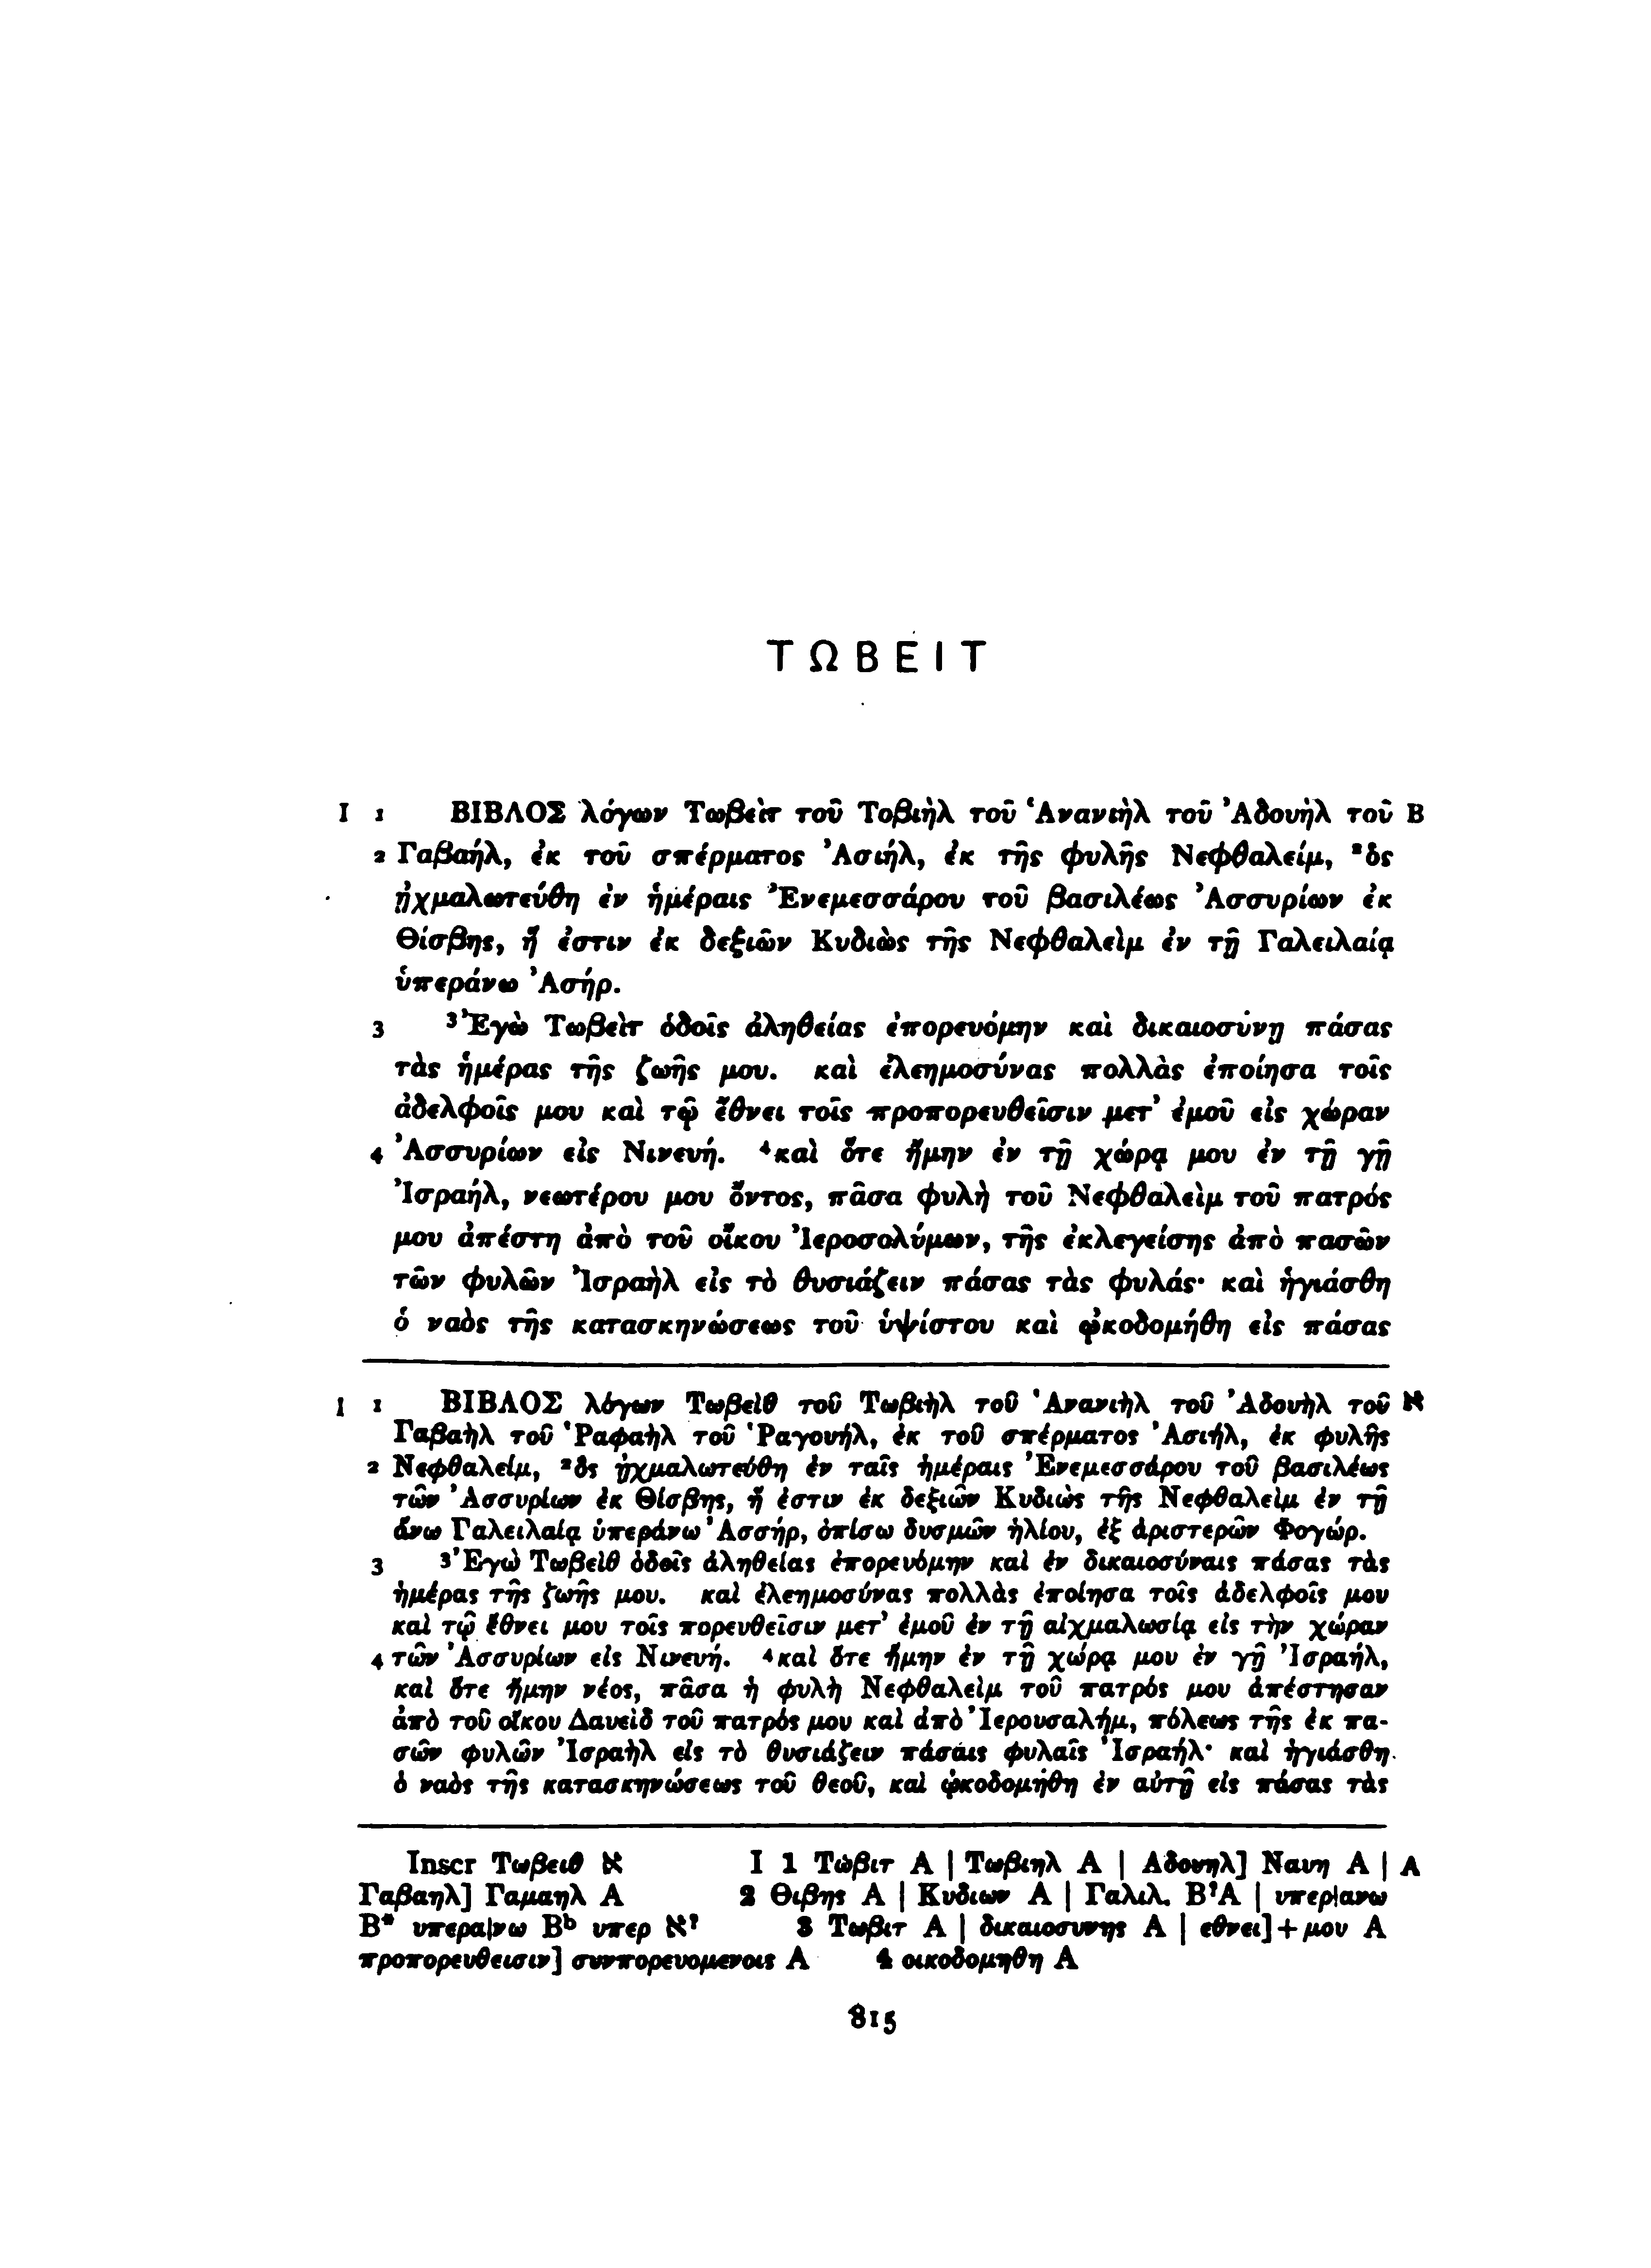 ΤΩΒΕΙΤ
I 1 ΒΙΒΛΟΣ λόγων Τωβεὶτ τοῦ Τοβιὴλ τοῦ Ἁνανιὴλ τοῦ Ἀδουὴλ τοῦ B
2 Γαβαήλ, ἐκ τοῦ σπέρματος Ἀσιήλ, ἐκ τῆς φυλῆς Νεφθαλείμ, ²ὃς
ᾐχμαλωτεύθη ἐν ἡμέραις Ἐνεμεσσάρου τοῦ βασιλέως Ἀσσυρίων ἐκ
Θίσβης, ἥ ἐστιν ἐκ δεξιῶν Κυδιὼς τῆς Νεφθαλεὶμ ἐν τῇ Γαλειλαίᾳ
ὑπεράνω Ἀσήρ.
3 ³Ἐγὼ Τωβεὶτ ὁδοῖς ἀληθείας ἐπορευόμην καὶ δικαιοσύνῃ πάσας
τὰς ἡμέρας τῆς ζωῆς μου. καὶ ἐλεημοσύνας πολλὰς ἐποίησα τοῖς
ἀδελφοῖς μου καὶ τῷ ἔθνει τοῖς προπορευθεῖσιν μετ’ ἐμοῦ εἰς χώραν
4 Ἀσσυρίων εἰς Νινευή. ⁴καὶ ὅτε ἤμην ἐν τῇ χώρᾳ μου ἐν τῇ γῇ
Ἰσραήλ, νεωτέρου μου ὄντος, πᾶσα φυλὴ τοῦ Νεφθαλεὶμ τοῦ πατρός
μου ἀπέστη ἀπὸ τοῦ οἴκου Ἰεροσολύμων, τῆς ἐκλεγείσης ἀπὸ πασῶν
τῶν φυλῶν Ἰσραὴλ εἰς τὸ θυσιάζειν πάσας τὰς φυλάς· καὶ ἡγιάσθη
ὁ ναὸς τῆς κατασκηνώσεως τοῦ ὑψίστου καὶ ᾠκοδομήθη εἰς πάσας
I 1 ΒΙΒΛΟΣ λόγων Τωβεὶθ τοῦ Τωβιὴλ τοῦ Ἁνανιὴλ τοῦ Ἀδουὴλ τοῦ א
Γαβαὴλ τοῦ Ῥαφαὴλ τοῦ Ῥαγουήλ, ἐκ τοῦ σπέρματος Ἀσιήλ, ἐκ φυλῆς
2 Νεφθαλείμ, ²ὃς ᾐχμαλωτεύθη ἐν ταῖς ἡμέραις Ἐνεμεσσάρου τοῦ βασιλέως
τῶν Ἀσσυρίων ἐκ Θίσβης, ἥ ἐστιν ἐκ δεξιῶν Κυδιὼς τῆς Νεφθαλεὶμ ἐν τῇ
ἄνω Γαλειλαίᾳ ὑπεράνω Ἀσσήρ, ὀπίσω δυσμῶν ἡλίου, ἐξ ἀριστερῶν Φογώρ.
3 ³Ἐγὼ Τωβεὶθ ὁδοῖς ἀληθείας ἐπορευόμην καὶ ἐν δικαιοσύναις πάσας τὰς
ἡμέρας τῆς ζωῆς μου. καὶ ἐλεημοσύνας πολλὰς ἐποίησα τοῖς ἀδελφοῖς μου
καὶ τῷ ἔθνει μου τοῖς πορευθεῖσιν μετ’ ἐμοῦ ἐν τῇ αἰχμαλωσίᾳ εἰς τὴν χώραν
4 τῶν Ἀσσυρίων εἰς Νινευή. ⁴καὶ ὅτε ἤμην ἐν τῇ χώρᾳ μου ἐν γῇ Ἰσραήλ,
καὶ ὅτε ἤμην νέος, πᾶσα ἡ φυλὴ Νεφθαλεὶμ τοῦ πατρός μου ἀπέστησαν
ἀπὸ τοῦ οἴκου Δαυεὶδ τοῦ πατρός μου καὶ ἀπὸ Ἰερουσαλήμ, πόλεως τῆς ἐκ πα-
σῶν φυλῶν Ἰσραὴλ εἰς τὸ θυσιάζειν πάσαις φυλαῖς Ἰσραήλ· καὶ ἡγιάσθη
ὁ ναὸς τῆς κατασκηνώσεως τοῦ θεοῦ, καὶ ᾠκοδομήθη ἐν αὐτῇ εἰς πάσας τὰς
Inscr Τωβειθ א I 1 Τώβιτ A | Τωβιηλ A | Αδουηλ] Ναυη A | A
Γαβαηλ] Γαμαηλ A 2 Θιβης A | Κυδιων A | Γαλιλ. B?A | υπερ|ανω
B* υπερα|νω Bᵇ υπερ א? 3 Τωβιτ A | δικαιοσυνης A | εθνει]+μου A
προπορευθεισιν] συνπορευομενοις A 4 οικοδομηθη A
815